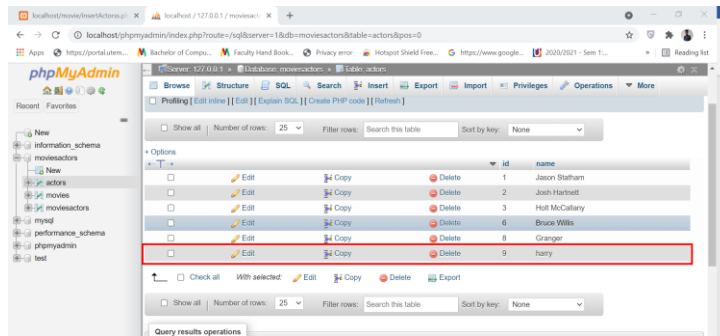 localhost/movie/insertActorss.ph
localhost / 127.0.0.1 / moviesact
localhost/phpmyadmin/index.php?route=/sql&server=1&db=moviesactors&table=actors&pos=0
Apps
https://portal.utem...
Bachelor of Compu...
Faculty Hand Book...
Privacy error
Hotspot Shield Free...
https://www.google...
2020/2021 - Sem 1:...
»
Reading list
phpMyAdmin
Recent Favorites
New
information_schema
moviesactors
New
actors
movies
moviesactors
mysql
performance_schema
phpmyadmin
test
Server: 127.0.0.1 » Database: moviesactors » Table: actors
Browse Structure SQL Search Insert Export Import Privileges Operations More
Profiling [ Edit inline ] [ Edit ] [ Explain SQL ] [ Create PHP code ] [ Refresh ]
Show all | Number of rows: 25 Filter rows: Search this table Sort by key: None
+ Options
←T→ id name
Edit Copy Delete 1 Jason Statham
Edit Copy Delete 2 Josh Hartnett
Edit Copy Delete 3 Holt McCallany
Edit Copy Delete 6 Bruce Willis
Edit Copy Delete 8 Granger
Edit Copy Delete 9 harry
Check all With selected: Edit Copy Delete Export
Show all | Number of rows: 25 Filter rows: Search this table Sort by key: None
Query results operations